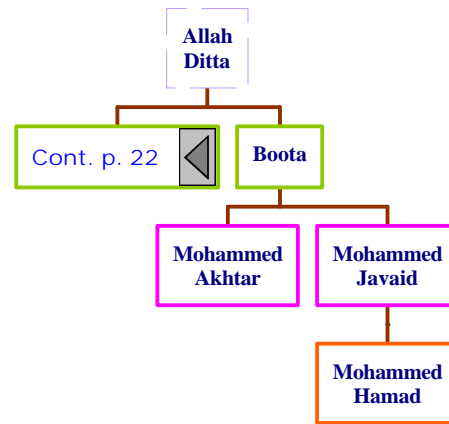 Allah
Ditta
Cont. p. 22
Boota
Mohammed
Akhtar
Mohammed
Javaid
Mohammed
Hamad